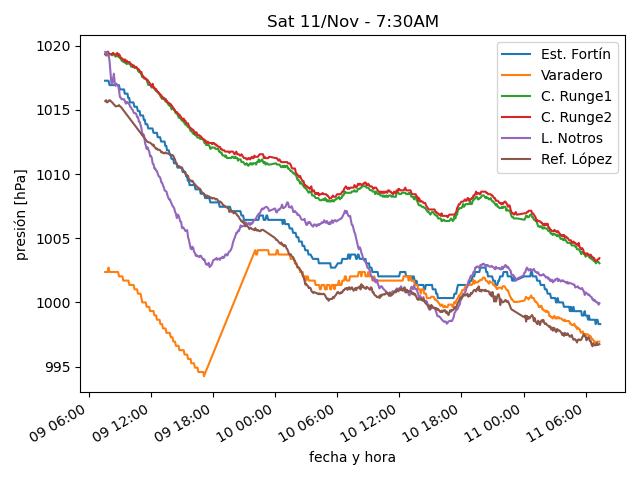 Sat 11/Nov - 7:30AM
1020
1015
1010
1005
1000
995
presión [hPa]
Est. Fortín
Varadero
C. Runge1
C. Runge2
L. Notros
Ref. López
09 06:00
09 12:00
09 18:00
10 00:00
10 06:00
10 12:00
10 18:00
11 00:00
11 06:00
fecha y hora